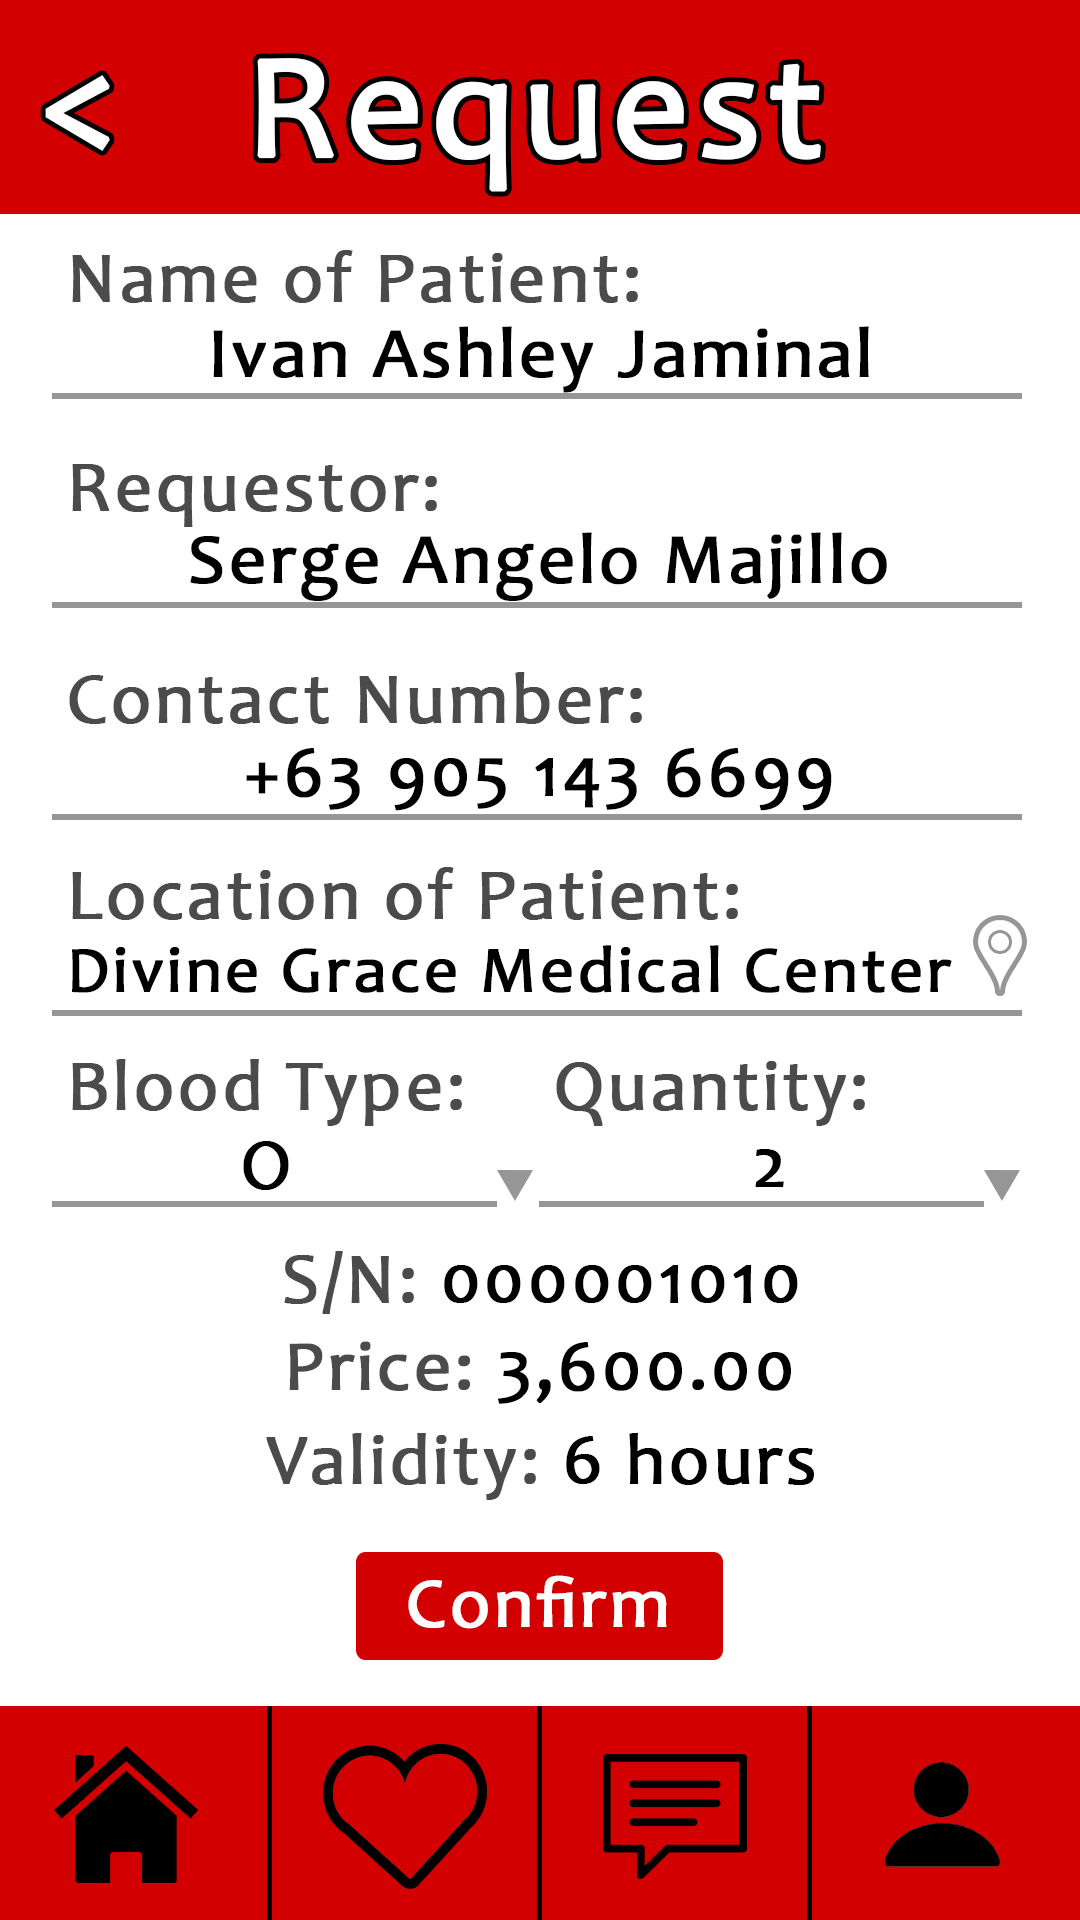 < Request
Name of Patient:
Ivan Ashley Jaminal
Requestor:
Serge Angelo Majillo
Contact Number:
+63 905 143 6699
Location of Patient:
Divine Grace Medical Center
Blood Type: Quantity:
O 2
S/N: 000001010
Price: 3,600.00
Validity: 6 hours
Confirm